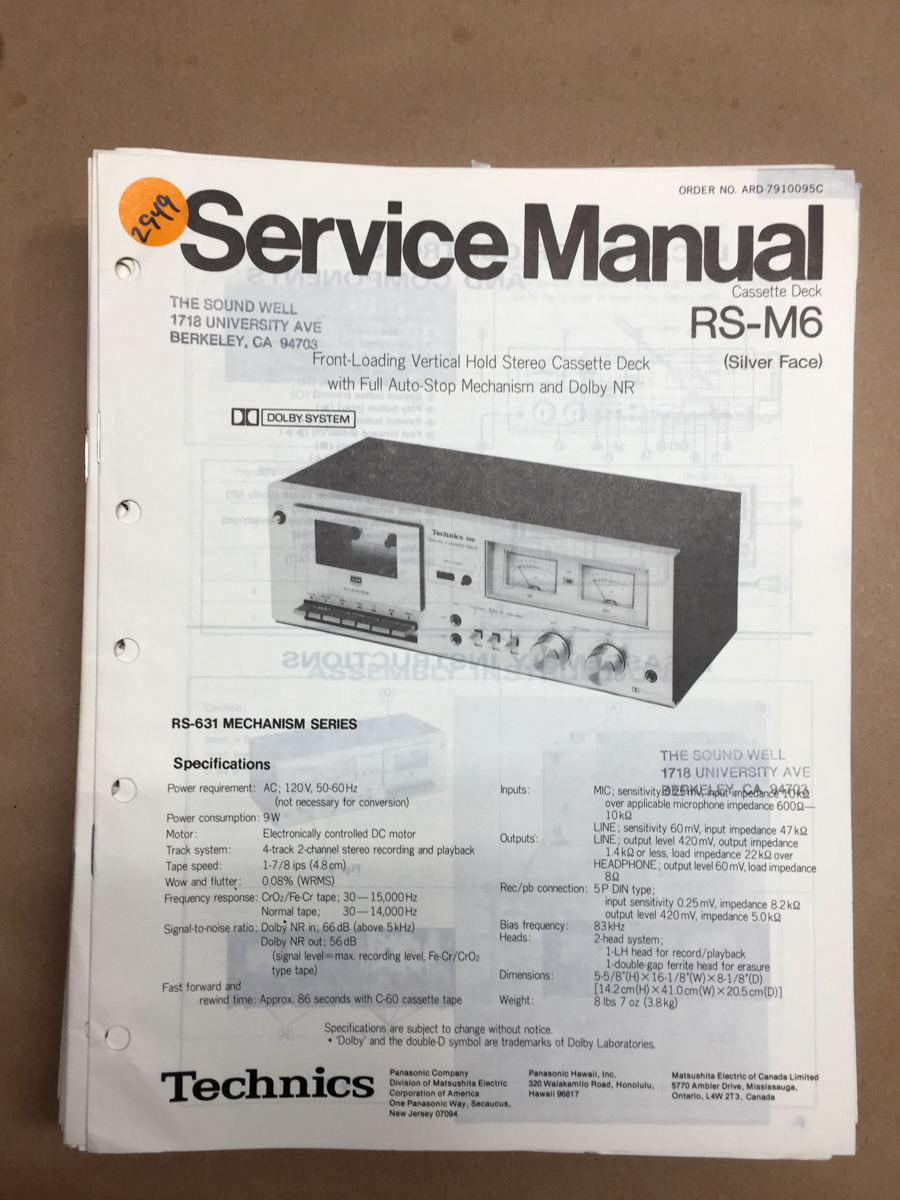 ORDER NO. ARD-7910095C
2949
Service Manual
Cassette Deck
RS-M6
(Silver Face)
THE SOUND WELL
1718 UNIVERSITY AVE
BERKELEY, CA 94703
Front-Loading Vertical Hold Stereo Cassette Deck
with Full Auto-Stop Mechanism and Dolby NR
DOLBY SYSTEM
Technics M6
Stereo Cassette Deck
RS-631 MECHANISM SERIES
Specifications
Power requirement: AC; 120V, 50-60Hz
(not necessary for conversion)
Power consumption: 9W
Motor: Electronically controlled DC motor
Track system: 4-track 2-channel stereo recording and playback
Tape speed: 1-7/8 ips (4.8cm)
Wow and flutter: 0.08% (WRMS)
Frequency response: CrO₂/Fe-Cr tape; 30—15,000Hz
Normal tape; 30—14,000Hz
Signal-to-noise ratio: Dolby NR in; 66dB (above 5kHz)
Dolby NR out; 56dB
(signal level=max. recording level, Fe-Cr/CrO₂
type tape)
Fast forward and
rewind time: Approx. 86 seconds with C-60 cassette tape
THE SOUND WELL
1718 UNIVERSITY AVE
BERKELEY, CA 94703
Inputs: MIC; sensitivity 0.25mV, input impedance 10kΩ
over applicable microphone impedance 600Ω—
10kΩ
LINE; sensitivity 60mV, input impedance 47kΩ
Outputs: LINE; output level 420mV, output impedance
1.4kΩ or less, load impedance 22kΩ over
HEADPHONE; output level 60mV, load impedance
8Ω
Rec/pb connection: 5P DIN type;
input sensitivity 0.25mV, impedance 8.2kΩ
output level 420mV, impedance 5.0kΩ
Bias frequency: 83kHz
Heads: 2-head system;
1-LH head for record/playback
1-double-gap ferrite head for erasure
Dimensions: 5-5/8"(H)×16-1/8"(W)×8-1/8"(D)
[14.2cm(H)×41.0cm(W)×20.5cm(D)]
Weight: 8 lbs 7 oz (3.8kg)
Specifications are subject to change without notice.
• 'Dolby' and the double-D symbol are trademarks of Dolby Laboratories.
Technics
Panasonic Company
Division of Matsushita Electric
Corporation of America
One Panasonic Way, Secaucus,
New Jersey 07094
Panasonic Hawaii, Inc.
320 Waiakamilo Road, Honolulu,
Hawaii 96817
Matsushita Electric of Canada Limited
5770 Ambler Drive, Mississauga,
Ontario, L4W 2T3, Canada